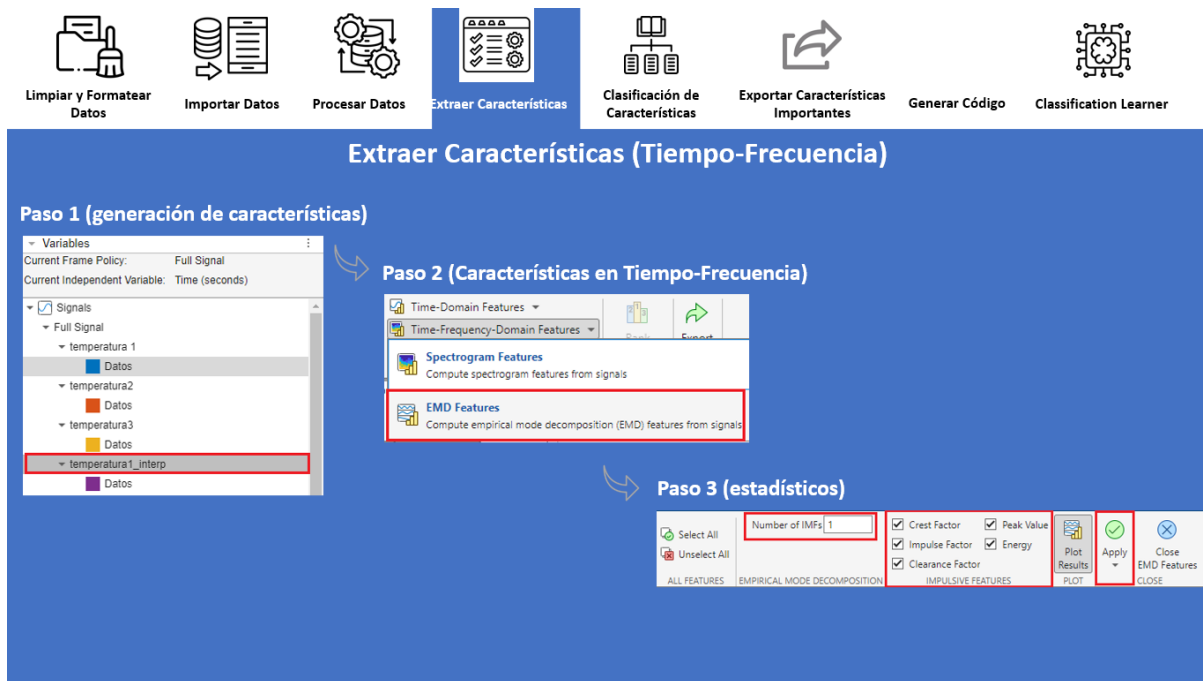 Limpiar y Formatear
Datos
Importar Datos
Procesar Datos
Extraer Características
Clasificación de
Características
Exportar Características
Importantes
Generar Código
Classification Learner
Extraer Características (Tiempo-Frecuencia)
Paso 1 (generación de características)
Variables
Current Frame Policy: Full Signal
Current Independent Variable: Time (seconds)
Signals
Full Signal
temperatura 1
Datos
temperatura2
Datos
temperatura3
Datos
temperatura1_interp
Datos
Paso 2 (Características en Tiempo-Frecuencia)
Time-Domain Features
Time-Frequency-Domain Features
Rank Export
Spectrogram Features
Compute spectrogram features from signals
EMD Features
Compute empirical mode decomposition (EMD) features from signals
Paso 3 (estadísticos)
Select All
Unselect All
ALL FEATURES
Number of IMFs 1
EMPIRICAL MODE DECOMPOSITION
Crest Factor Peak Value
Impulse Factor Energy
Clearance Factor
IMPULSIVE FEATURES
Plot
Results
PLOT
Apply
Close
EMD Features
CLOSE